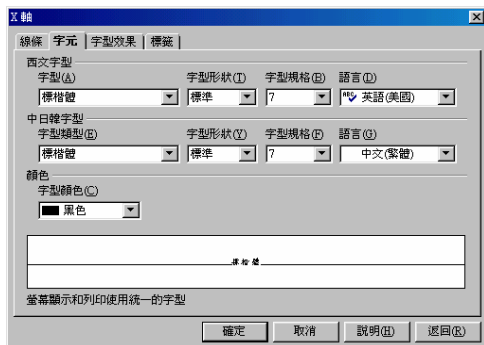 X 軸
線條 字元 字型效果 標籤
西文字型
字型(A) 字型形狀(T) 字型規格(B) 語言(D)
標楷體 標準 7 英語(美國)
中日韓字型
字型類型(E) 字型形狀(Y) 字型規格(F) 語言(G)
標楷體 標準 7 中文(繁體)
顏色
字型顏色(C)
黑色
標楷體
螢幕顯示和列印使用統一的字型
確定 取消 說明(H) 返回(R)